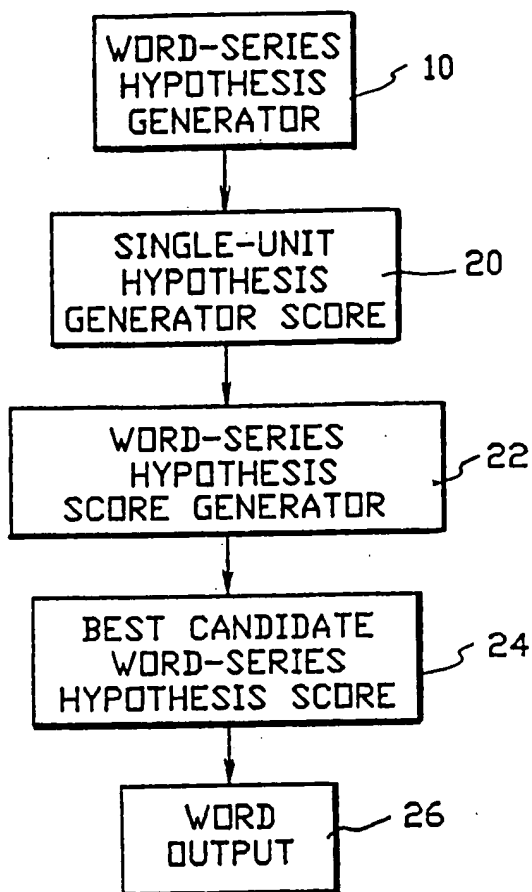 WORD-SERIES
HYPOTHESIS
GENERATOR
10
SINGLE-UNIT
HYPOTHESIS
GENERATOR SCORE
20
WORD-SERIES
HYPOTHESIS
SCORE GENERATOR
22
BEST CANDIDATE
WORD-SERIES
HYPOTHESIS SCORE
24
WORD
OUTPUT
26